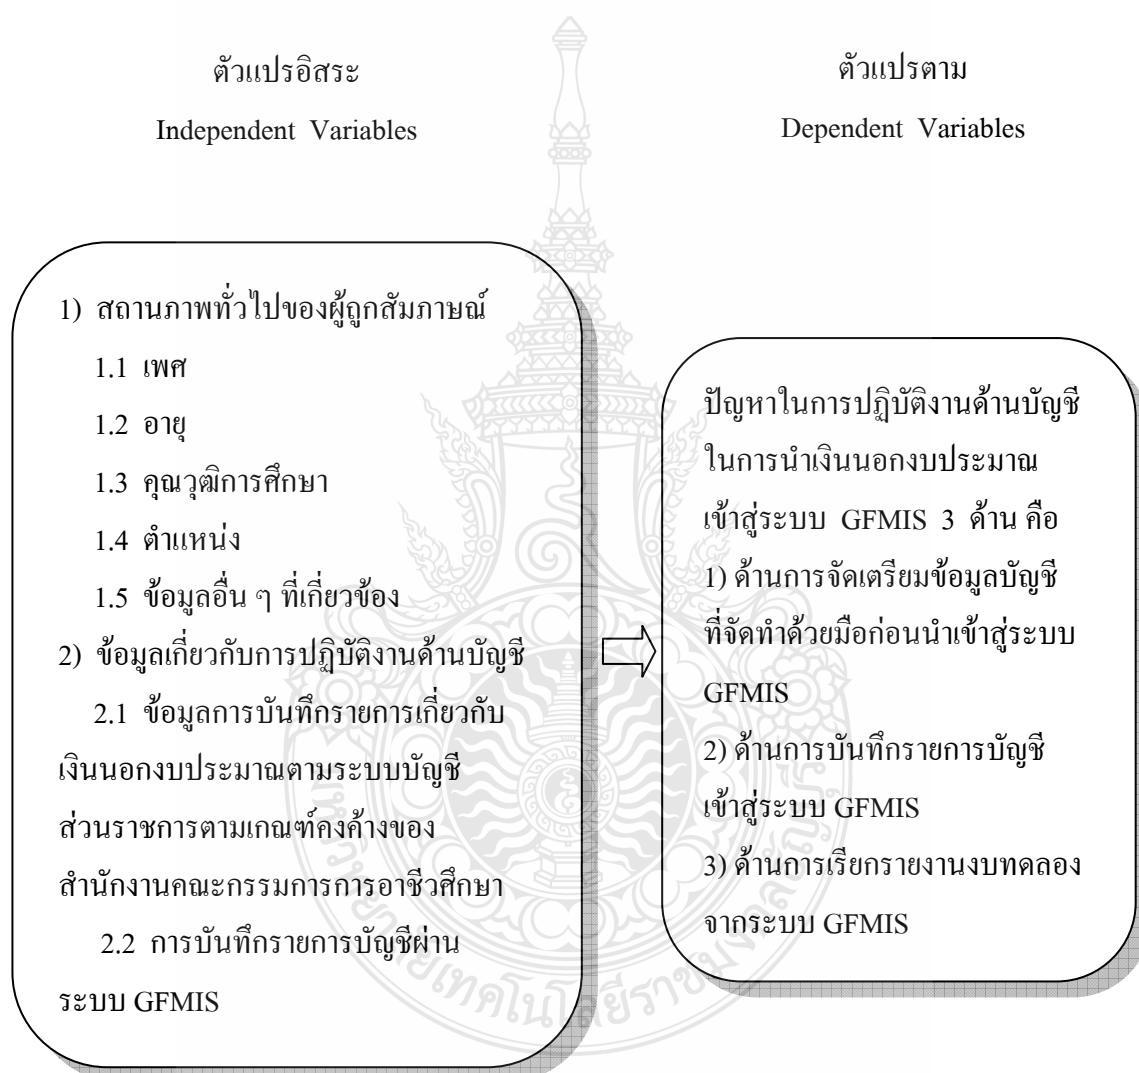 ตัวแปรอิสระ
Independent Variables
ตัวแปรตาม
Dependent Variables
1) สถานภาพทั่วไปของผู้ถูกสัมภาษณ์
1.1 เพศ
1.2 อายุ
1.3 คุณวุฒิการศึกษา
1.4 ตำแหน่ง
1.5 ข้อมูลอื่น ๆ ที่เกี่ยวข้อง
2) ข้อมูลเกี่ยวกับการปฏิบัติงานด้านบัญชี
2.1 ข้อมูลการบันทึกรายการเกี่ยวกับ
เงินนอกงบประมาณตามระบบบัญชี
ส่วนราชการตามเกณฑ์คงค้างของ
สำนักงานคณะกรรมการการอาชีวศึกษา
2.2 การบันทึกรายการบัญชีผ่าน
ระบบ GFMIS
ปัญหาในการปฏิบัติงานด้านบัญชี
ในการนำเงินนอกงบประมาณ
เข้าสู่ระบบ GFMIS 3 ด้าน คือ
1) ด้านการจัดเตรียมข้อมูลบัญชี
ที่จัดทำด้วยมือก่อนนำเข้าสู่ระบบ
GFMIS
2) ด้านการบันทึกรายการบัญชี
เข้าสู่ระบบ GFMIS
3) ด้านการเรียกรายงานงบทดลอง
จากระบบ GFMIS